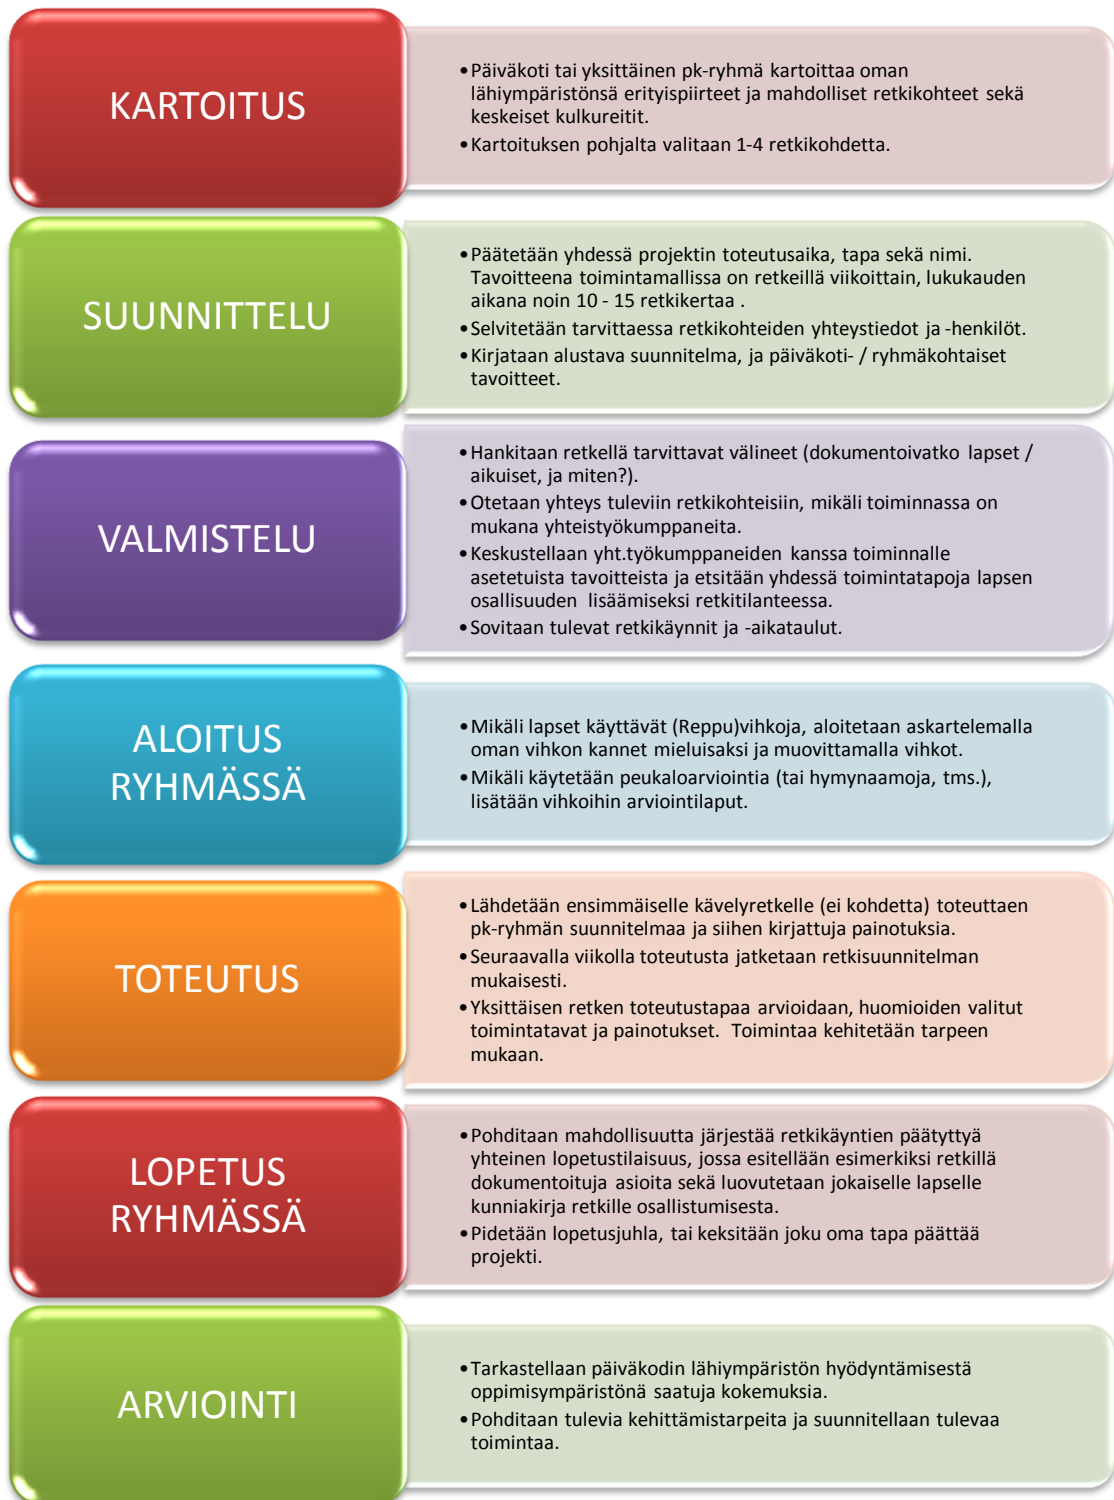 KARTOITUS
•Päiväkoti tai yksittäinen pk-ryhmä kartoittaa oman
lähiympäristönsä erityispiirteet ja mahdolliset retkikohteet sekä
keskeiset kulkureitit.
•Kartoituksen pohjalta valitaan 1-4 retkikohdetta.
SUUNNITTELU
•Päätetään yhdessä projektin toteutusaika, tapa sekä nimi.
Tavoitteena toimintamallissa on retkeillä viikoittain, lukukauden
aikana noin 10 - 15 retkikertaa .
•Selvitetään tarvittaessa retkikohteiden yhteystiedot ja -henkilöt.
•Kirjataan alustava suunnitelma, ja päiväkoti- / ryhmäkohtaiset
tavoitteet.
VALMISTELU
•Hankitaan retkellä tarvittavat välineet (dokumentoivatko lapset /
aikuiset, ja miten?).
•Otetaan yhteys tuleviin retkikohteisiin, mikäli toiminnassa on
mukana yhteistyökumppaneita.
•Keskustellaan yht.työkumppaneiden kanssa toiminnalle
asetetuista tavoitteista ja etsitään yhdessä toimintatapoja lapsen
osallisuuden lisäämiseksi retkitilanteessa.
•Sovitaan tulevat retkikäynnit ja -aikataulut.
ALOITUS
RYHMÄSSÄ
•Mikäli lapset käyttävät (Reppu)vihkoja, aloitetaan askartelemalla
oman vihkon kannet mieluisaksi ja muovittamalla vihkot.
•Mikäli käytetään peukaloarviointia (tai hymynaamoja, tms.),
lisätään vihkoihin arviointilaput.
TOTEUTUS
•Lähdetään ensimmäiselle kävelyretkelle (ei kohdetta) toteuttaen
pk-ryhmän suunnitelmaa ja siihen kirjattuja painotuksia.
•Seuraavalla viikolla toteutusta jatketaan retkisuunnitelman
mukaisesti.
•Yksittäisen retken toteutustapaa arvioidaan, huomioiden valitut
toimintatavat ja painotukset. Toimintaa kehitetään tarpeen
mukaan.
LOPETUS
RYHMÄSSÄ
•Pohditaan mahdollisuutta järjestää retkikäyntien päätyttyä
yhteinen lopetustilaisuus, jossa esitellään esimerkiksi retkillä
dokumentoituja asioita sekä luovutetaan jokaiselle lapselle
kunniakirja retkille osallistumisesta.
•Pidetään lopetusjuhla, tai keksitään joku oma tapa päättää
projekti.
ARVIOINTI
•Tarkastellaan päiväkodin lähiympäristön hyödyntämisestä
oppimisympäristönä saatuja kokemuksia.
•Pohditaan tulevia kehittämistarpeita ja suunnitellaan tulevaa
toimintaa.